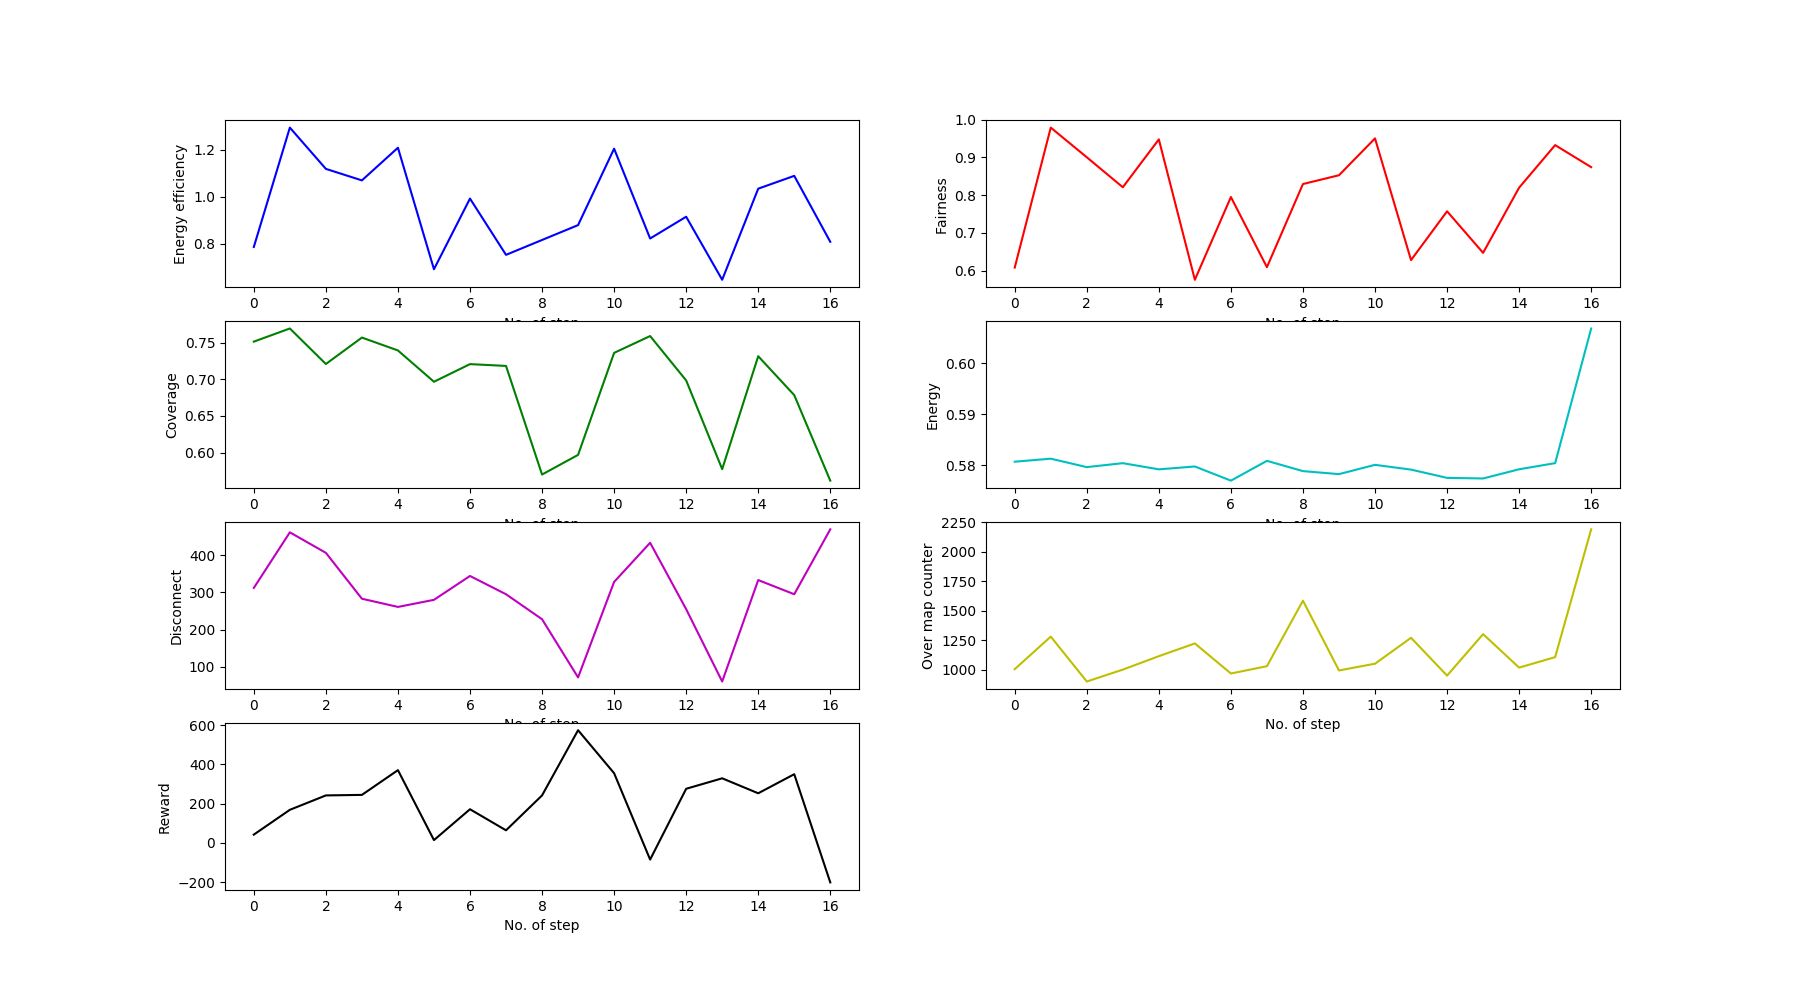 Energy efficiency
1.2
1.0
0.8
0 2 4 6 8 10 12 14 16
Fairness
1.0
0.9
0.8
0.7
0.6
0 2 4 6 8 10 12 14 16
Coverage
0.75
0.70
0.65
0.60
0 2 4 6 8 10 12 14 16
Energy
0.60
0.59
0.58
0 2 4 6 8 10 12 14 16
Disconnect
400
300
200
100
0 2 4 6 8 10 12 14 16
Over map counter
2250
2000
1750
1500
1250
1000
0 2 4 6 8 10 12 14 16
No. of step
Reward
600
400
200
0
−200
0 2 4 6 8 10 12 14 16
No. of step